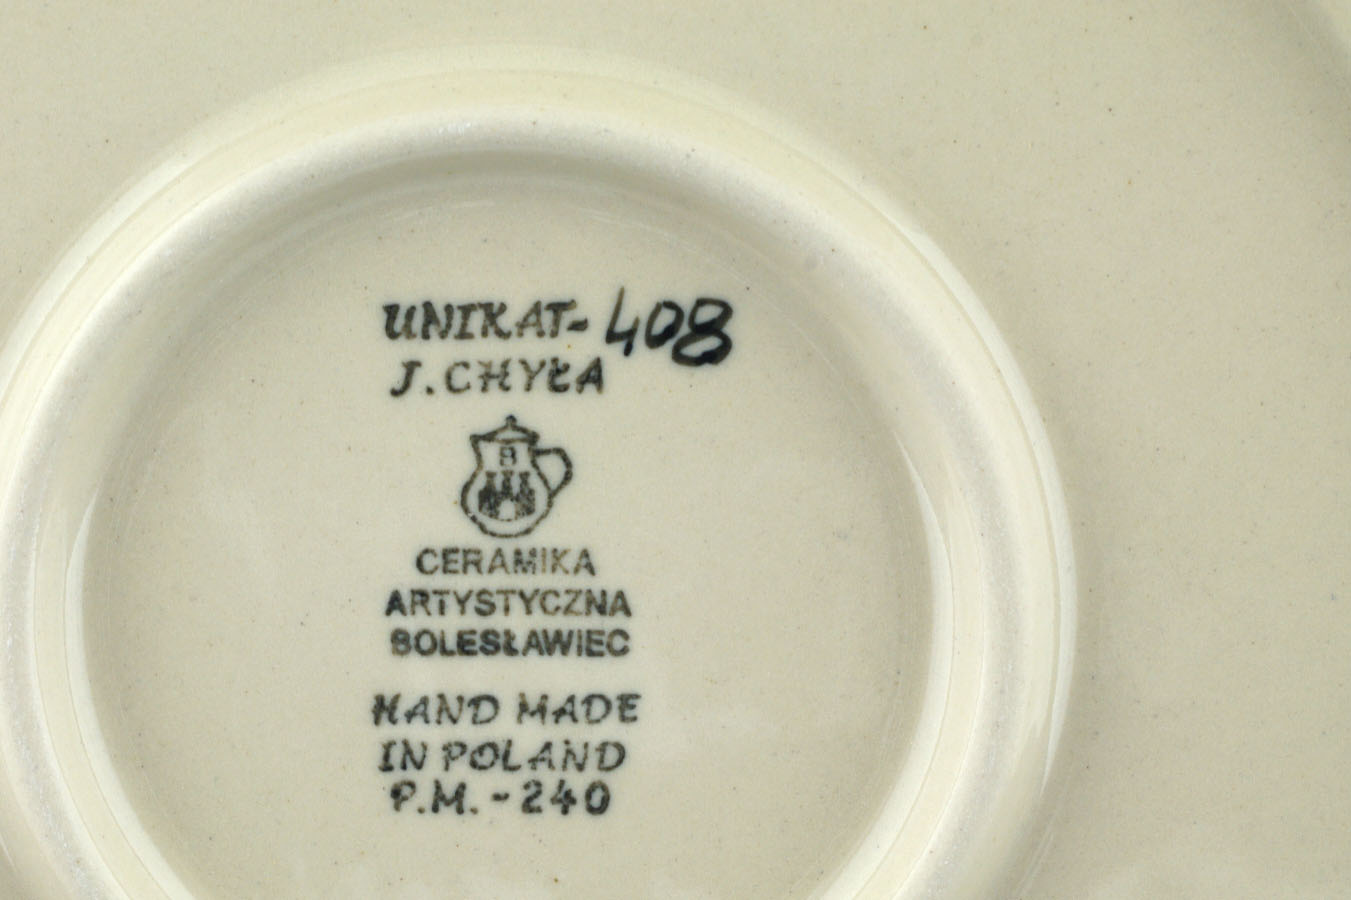 UNIKAT-408
J.CHYŁA
B
CERAMIKA
ARTYSTYCZNA
BOLESŁAWIEC
HAND MADE
IN POLAND
P.M.-240